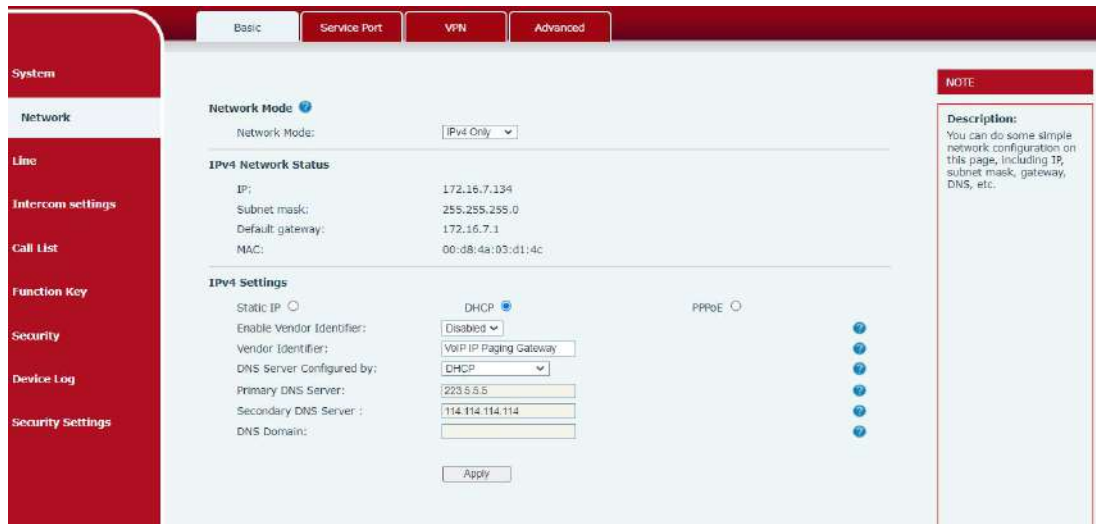 Basic Service Port VPN Advanced
System
Network
Line
Intercom settings
Call List
Function Key
Security
Device Log
Security Settings
Network Mode
Network Mode: IPv4 Only
IPv4 Network Status
IP: 172.16.7.134
Subnet mask: 255.255.255.0
Default gateway: 172.16.7.1
MAC: 00:d8:4a:03:d1:4c
IPv4 Settings
Static IP DHCP PPPoE
Enable Vendor Identifier: Disabled
Vendor Identifier: VoIP IP Paging Gateway
DNS Server Configured by: DHCP
Primary DNS Server: 223.5.5.5
Secondary DNS Server : 114.114.114.114
DNS Domain:
Apply
NOTE
Description:
You can do some simple
network configuration on
this page, including IP,
subnet mask, gateway,
DNS, etc.